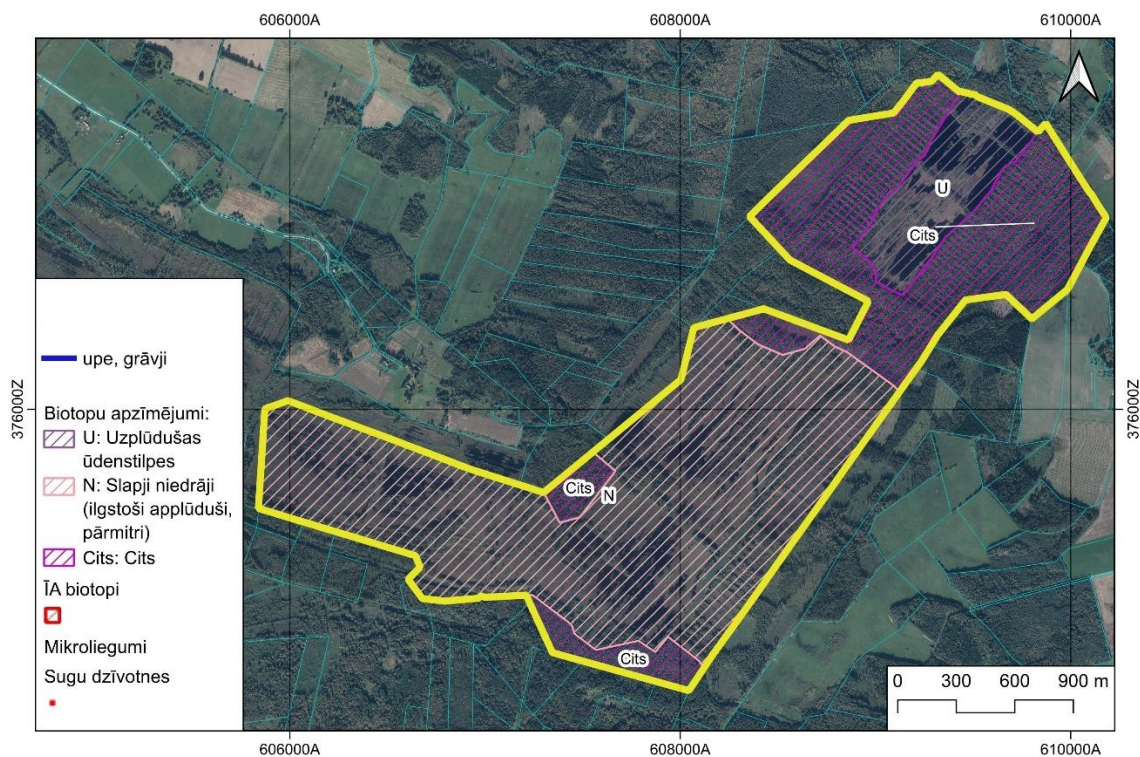 606000A
608000A
610000A
U
Cits
376000Z
376000Z
upe, grāvji
Biotopu apzīmējumi:
U: Uzplūdušas
ūdenstilpes
N: Slapji niedrāji
(ilgstoši applūduši,
pārmitri)
Cits: Cits
ĪA biotopi
Mikroliegumi
Sugu dzīvotnes
Cits
N
Cits
0 300 600 900 m
606000A
608000A
610000A